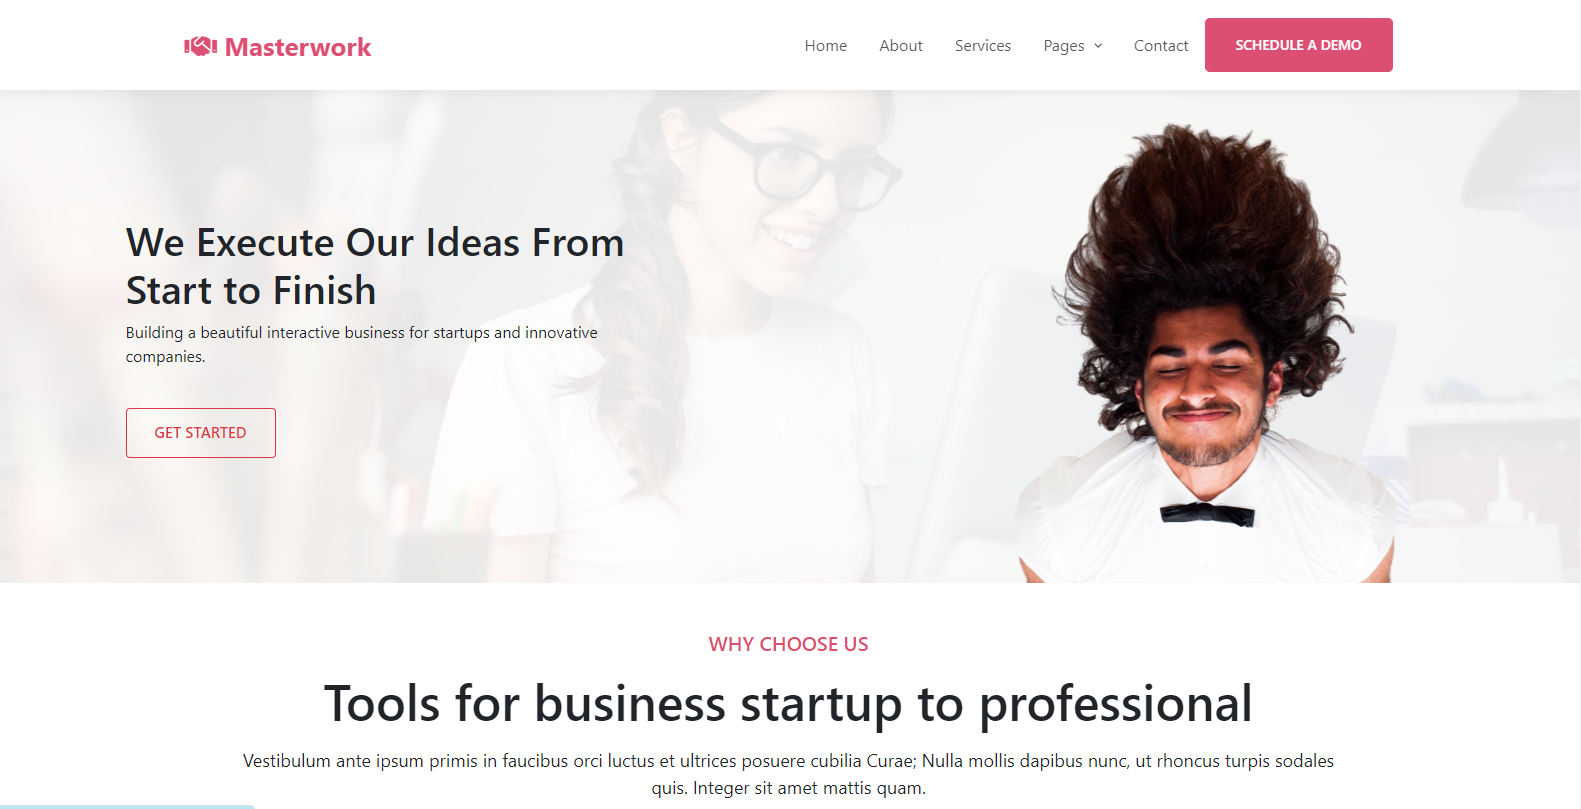 Masterwork
Home About Services Pages Contact SCHEDULE A DEMO
We Execute Our Ideas From
Start to Finish
Building a beautiful interactive business for startups and innovative
companies.
GET STARTED
WHY CHOOSE US
Tools for business startup to professional
Vestibulum ante ipsum primis in faucibus orci luctus et ultrices posuere cubilia Curae; Nulla mollis dapibus nunc, ut rhoncus turpis sodales
quis. Integer sit amet mattis quam.